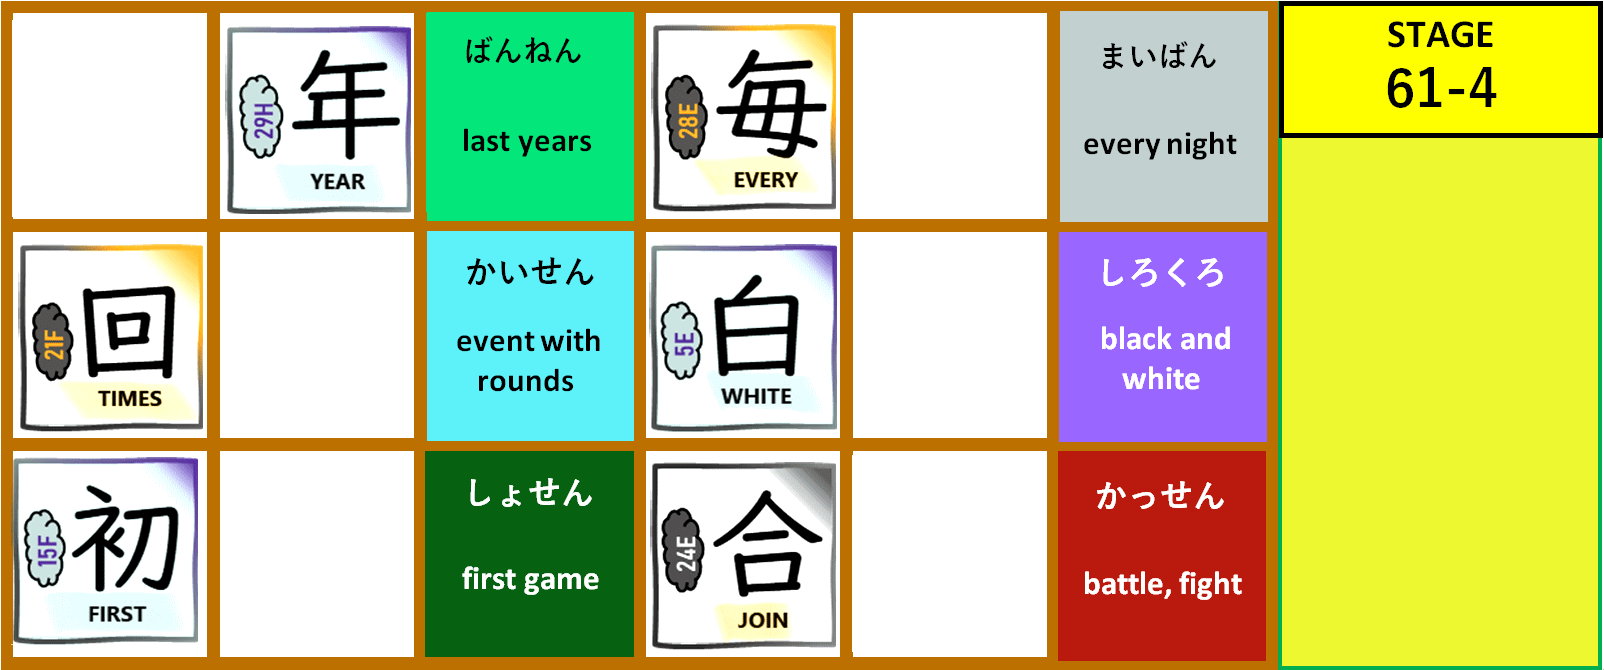 29H
年
YEAR
ばんねん
last years
28E
毎
EVERY
まいばん
every night
STAGE
61-4
21F
回
TIMES
かいせん
event with
rounds
5E
白
WHITE
しろくろ
black and
white
15F
初
FIRST
しょせん
first game
24E
合
JOIN
かっせん
battle, fight